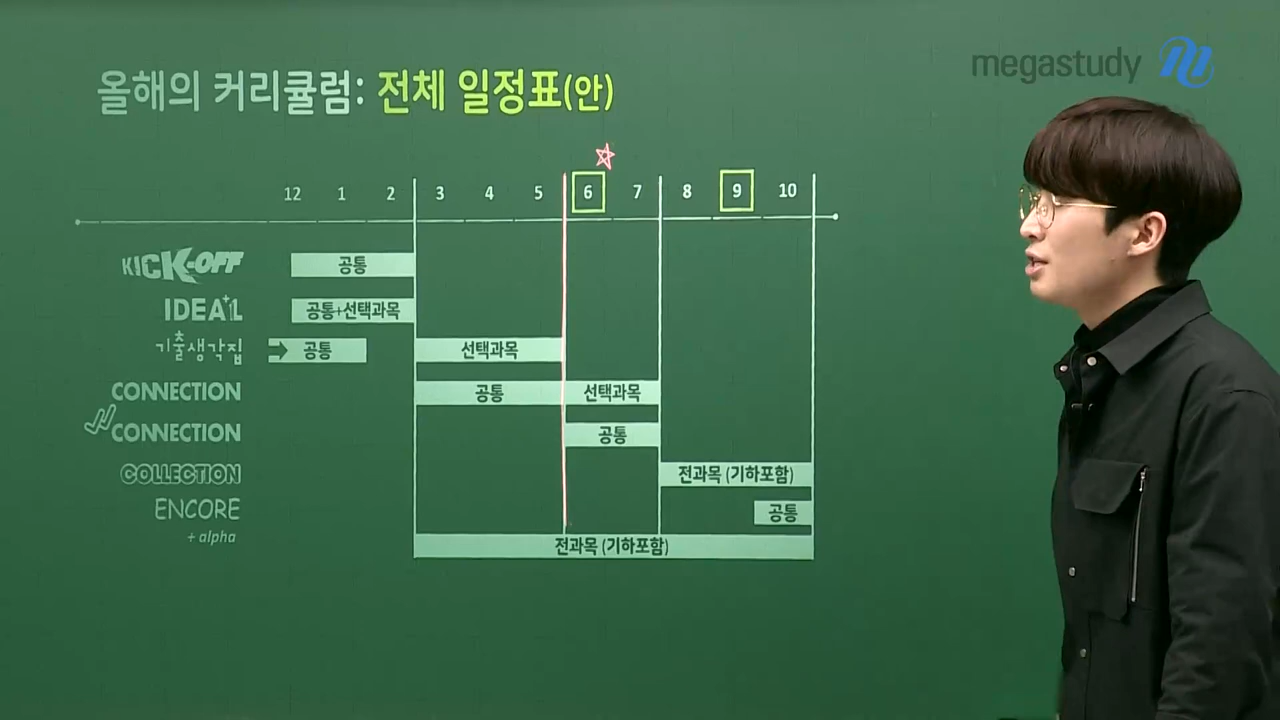 megastudy
올해의 커리큘럼: 전체 일정표(안)
12 1 2 3 4 5 6 7 8 9 10
KICK-OFF 공통
IDEAL 공통+선택과목
기출생각집 공통 선택과목
CONNECTION 공통 선택과목
CONNECTION 공통
COLLECTION 전과목 (기하포함)
ENCORE 공통
+ alpha 전과목 (기하포함)